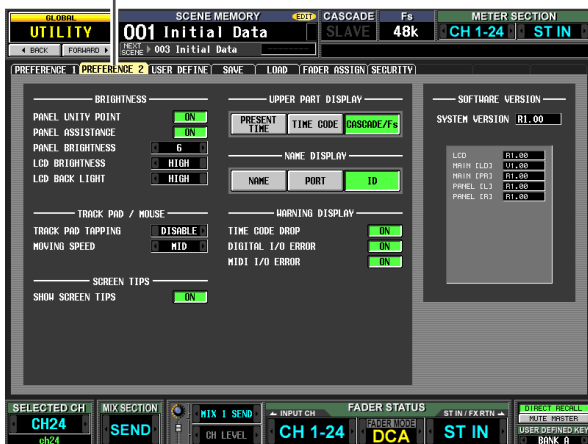 GLOBAL
UTILITY
BACK FORWARD
SCENE MEMORY EDIT
001 Initial Data
NEXT SCENE 003 Initial Data
CASCADE
SLAVE
Fs
48k
METER SECTION
CH 1-24 ST IN
PREFERENCE 1 PREFERENCE 2 USER DEFINE SAVE LOAD FADER ASSIGN SECURITY
BRIGHTNESS
PANEL UNITY POINT ON
PANEL ASSISTANCE ON
PANEL BRIGHTNESS 6
LCD BRIGHTNESS HIGH
LCD BACK LIGHT HIGH
TRACK PAD / MOUSE
TRACK PAD TAPPING DISABLE
MOVING SPEED MID
SCREEN TIPS
SHOW SCREEN TIPS ON
UPPER PART DISPLAY
PRESENT TIME TIME CODE CASCADE/Fs
NAME DISPLAY
NAME PORT ID
WARNING DISPLAY
TIME CODE DROP ON
DIGITAL I/O ERROR ON
MIDI I/O ERROR ON
SOFTWARE VERSION
SYSTEM VERSION R1.00
LCD R1.00
MAIN [LD] V1.00
MAIN [PR] R1.00
PANEL [L] R1.00
PANEL [R] R1.00
SELECTED CH
CH24
ch24
MIX SECTION
SEND
MIX 1 SEND
CH LEVEL
FADER STATUS
INPUT CH
CH 1-24
FADER MODE
DCA
ST IN / FX RTN
ST IN
DIRECT RECALL
MUTE MASTER
USER DEFINED KEY
BANK A